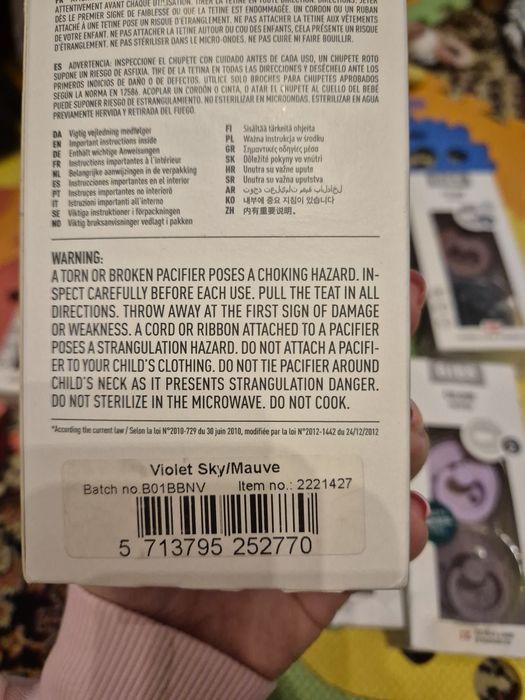 ATTENTIVEMENT AVANT CHAQUE UTILISATION. TIRER LA TÉTINE EN TOUTE DIRECTION. JETER
DÈS LE PREMIER SIGNE DE FAIBLESSE OU QUE LA TETINE EST ENDOMMAGÉE. UN CORDON OU UN RUBAN
ATTACHÉ A UNE TETINE POSE UN RISQUE D'ÉTRANGLEMENT. NE PAS ATTACHER LA TETINE AUX VÊTEMENTS
DE VOTRE ENFANT. NE PAS ATTACHER LA TETINE AUTOUR DU COU DES ENFANTS, CELA PRÉSENTE UN RISQUE
D'ÉTRANGLEMENT. NE PAS STÉRILISER DANS LE MICRO-ONDES. NE PAS CUIRE NI FAIRE BOUILLIR.
ES ADVERTENCIA: INSPECCIONE EL CHUPETE CON CUIDADO ANTES DE CADA USO, UN CHUPETE ROTO
SUPONE UN RIESGO DE ASFIXIA. TIRE DE LA TETINA EN TODAS LAS DIRECCIONES Y DESÉCHELO ANTE LOS
PRIMEROS INDICIOS DE DAÑO O DE DEFECTOS. UTILICE SOLO BROCHES PARA CHUPETES APROBADOS
SEGÚN LA NORMA EN 12586. ACOPLAR UN CORDÓN O CINTA, O ATAR EL CHUPETE AL CUELLO DEL BEBÉ
PUEDE SUPONER RIESGO DE ESTRANGULAMIENTO. NO ESTERILIZAR EN MICROONDAS. ESTERILIZAR EN AGUA
PREVIAMENTE HERVIDA Y RETIRADA DEL FUEGO.
DA Vigtig vejledning medfølger
EN Important instructions inside
DE Enthält wichtige Anweisungen
FR Instructions importantes à l'intérieur
NL Belangrijke aanwijzingen in de verpakking
ES Instrucciones importantes en el interior
PT Instruções importantes no interior
IT Istruzioni importanti all'interno
SE Viktiga instruktioner i förpackningen
NO Viktig bruksanvisninger vedlagt i pakken
FI Sisältää tärkeitä ohjeita
PL Ważna instrukcja w środku
GR Σημαντικές οδηγίες μέσα
SK Dôležité pokyny vo vnútri
HR Unutra su važne upute
SR Unutra su važna uputstva
AR
KO 내부에 중요 지침이 있습니다
ZH 内有重要说明。
WARNING:
A TORN OR BROKEN PACIFIER POSES A CHOKING HAZARD. IN-
SPECT CAREFULLY BEFORE EACH USE. PULL THE TEAT IN ALL
DIRECTIONS. THROW AWAY AT THE FIRST SIGN OF DAMAGE
OR WEAKNESS. A CORD OR RIBBON ATTACHED TO A PACIFIER
POSES A STRANGULATION HAZARD. DO NOT ATTACH A PACIFI-
ER TO YOUR CHILD'S CLOTHING. DO NOT TIE PACIFIER AROUND
CHILD'S NECK AS IT PRESENTS STRANGULATION DANGER.
DO NOT STERILIZE IN THE MICROWAVE. DO NOT COOK.
*According the current law / Selon la loi N°2010-729 du 30 juin 2010, modifiée par la loi N°2012-1442 du 24/12/2012
Violet Sky/Mauve
Batch no.B01BBNV Item no.: 2221427
5 713795 252770